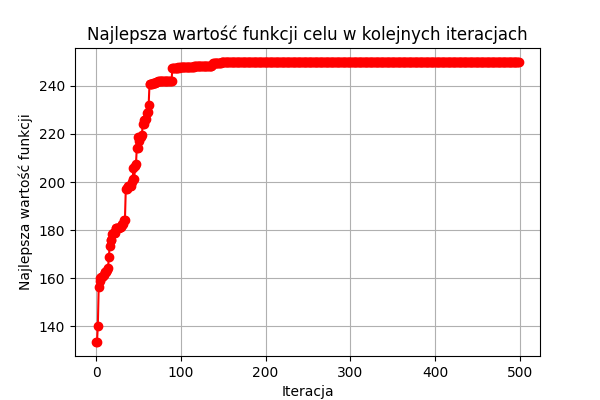 Najlepsza wartość funkcji celu w kolejnych iteracjach
Najlepsza wartość funkcji
240
220
200
180
160
140
0 100 200 300 400 500
Iteracja